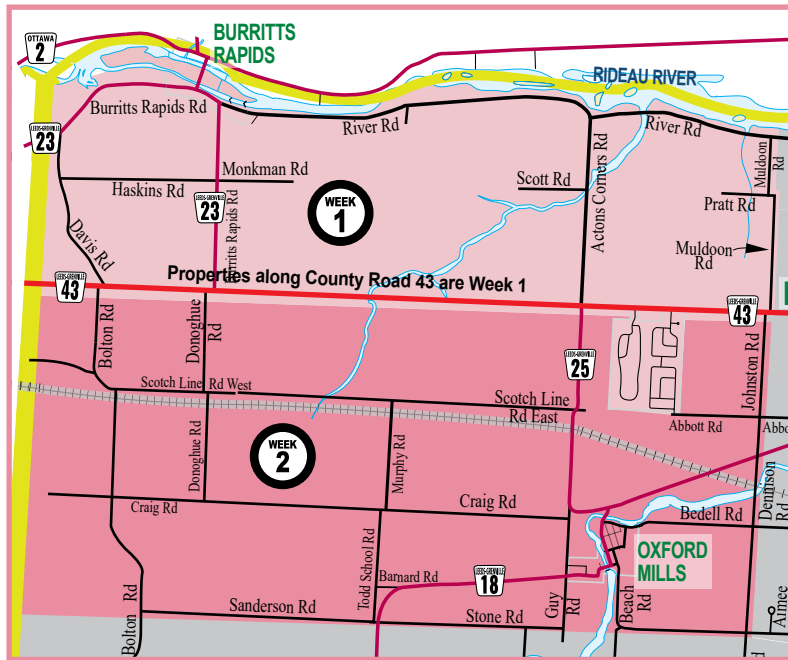 OTTAWA
2
BURRITTS
RAPIDS
RIDEAU RIVER
Burritts Rapids Rd
LEEDS-GRENVILLE
23
River Rd
River Rd
Actons Corners Rd
Muldoon
Rd
Monkman Rd
Haskins Rd
LEEDS-GRENVILLE
23
Burritts Rapids Rd
WEEK
1
Scott Rd
Pratt Rd
Davis Rd
Muldoon
Rd
Properties along County Road 43 are Week 1
LEEDS-GRENVILLE
43
LEEDS-GRENVILLE
43
Bolton Rd
Donoghue
Rd
LEEDS-GRENVILLE
25
Johnston Rd
Scotch Line Rd West
Scotch Line
Rd East
Abbott Rd
Abbo
WEEK
2
Donoghue Rd
Murphy Rd
Dennison
Rd
Craig Rd
Craig Rd
Bedell Rd
OXFORD
MILLS
Todd School Rd
Barnard Rd
LEEDS-GRENVILLE
18
Guy
Rd
Beach
Rd
Aimee
Sanderson Rd
Stone Rd
Bolton Rd
Rd